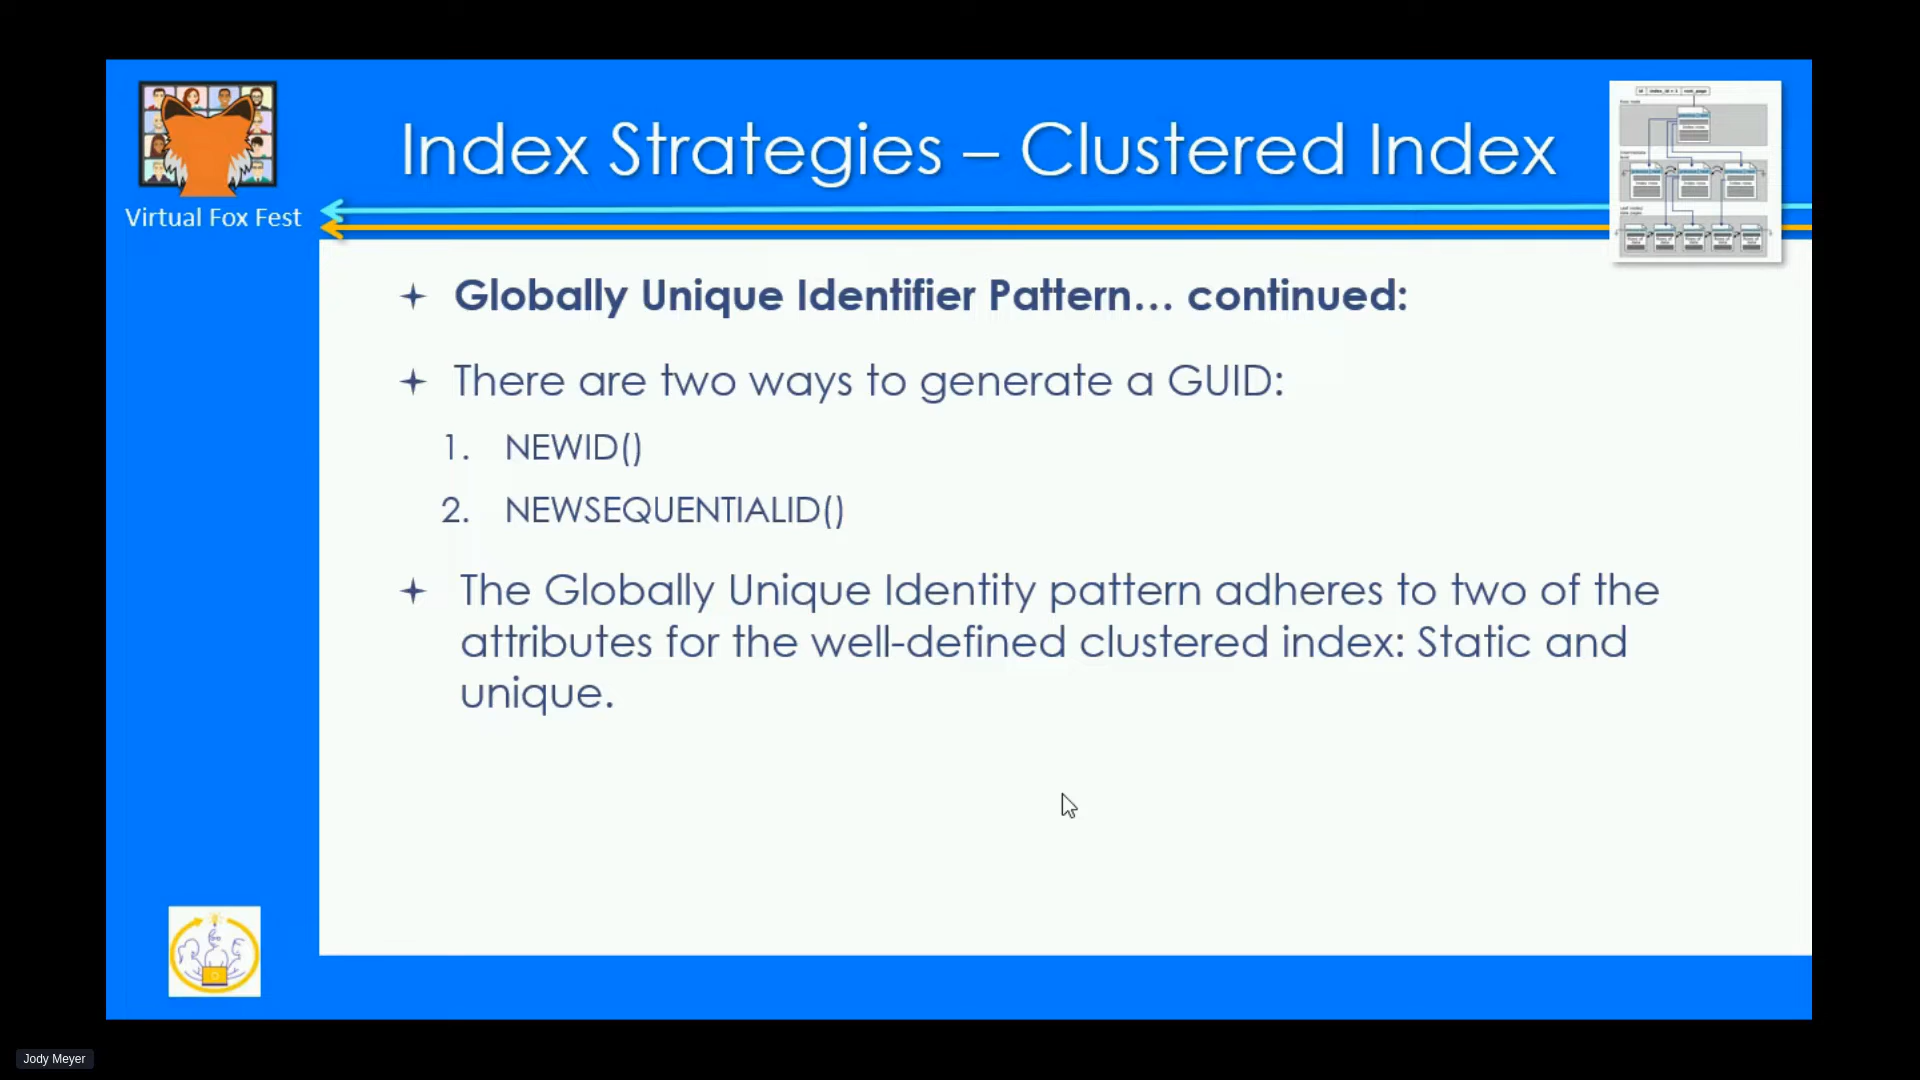 Index Strategies – Clustered Index
Virtual Fox Fest
Globally Unique Identifier Pattern... continued:
There are two ways to generate a GUID:
1. NEWID()
2. NEWSEQUENTIALID()
The Globally Unique Identity pattern adheres to two of the
attributes for the well-defined clustered index: Static and
unique.
Jody Meyer